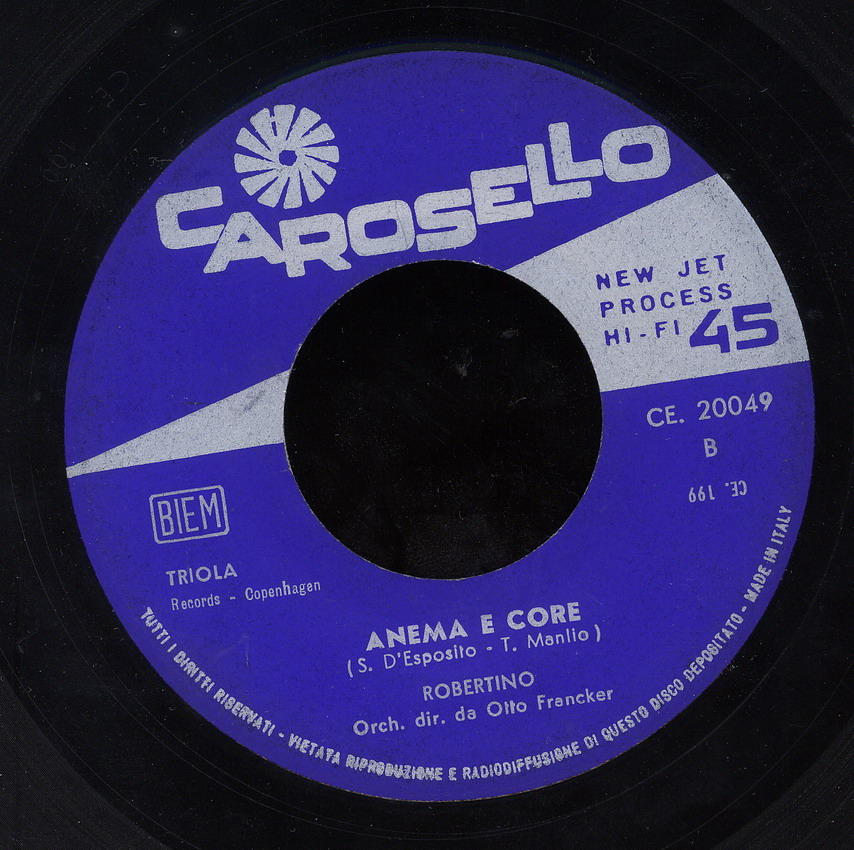 CAROSELLO
NEW JET
PROCESS
HI-FI 45
CE. 20049
B
CE. 199
BIEM
TRIOLA
Records - Copenhagen
ANEMA E CORE
(S. D'Esposito - T. Manlio)
ROBERTINO
Orch. dir. da Otto Francker
TUTTI I DIRITTI RISERVATI - VIETATA RIPRODUZIONE E RADIODIFFUSIONE DI QUESTO DISCO DEPOSITATO - MADE IN ITALY